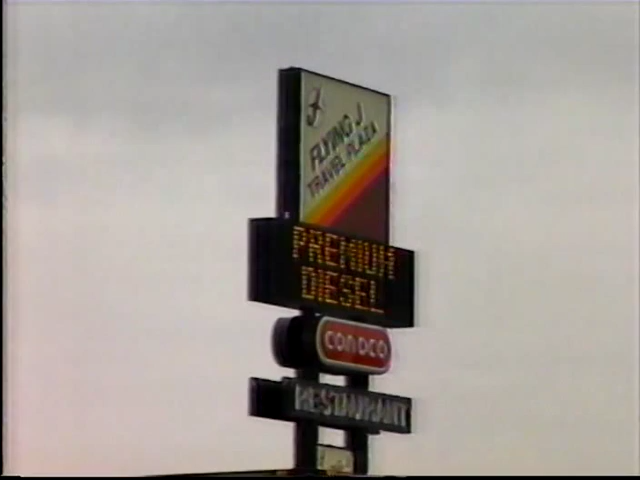 FLYING J
TRAVEL PLAZA
PREMIUM
DIESEL
CONOCO
RESTAURANT